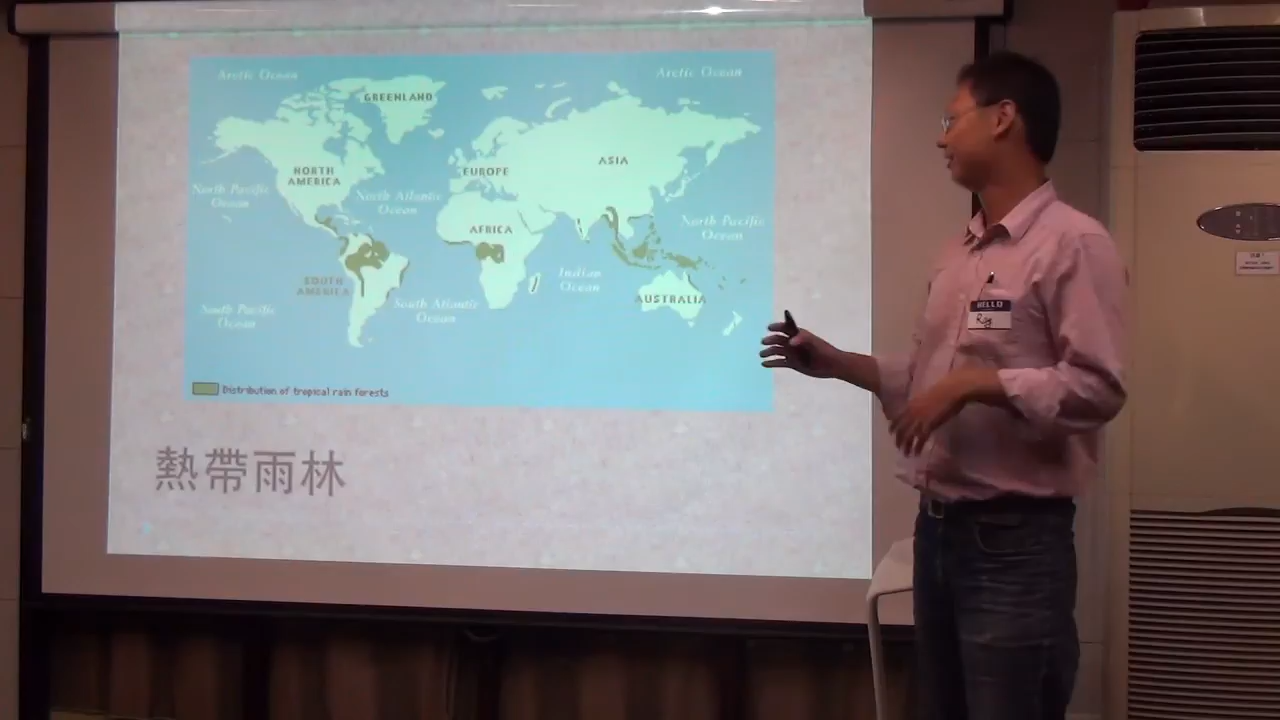 Arctic Ocean
Arctic Ocean
GREENLAND
ASIA
NORTH
AMERICA
EUROPE
North Pacific
Ocean
North Atlantic
Ocean
North Pacific
Ocean
AFRICA
SOUTH
AMERICA
Indian
Ocean
AUSTRALIA
South Pacific
Ocean
South Atlantic
Ocean
Distribution of tropical rain forests
熱帶雨林
HELLO
Ray